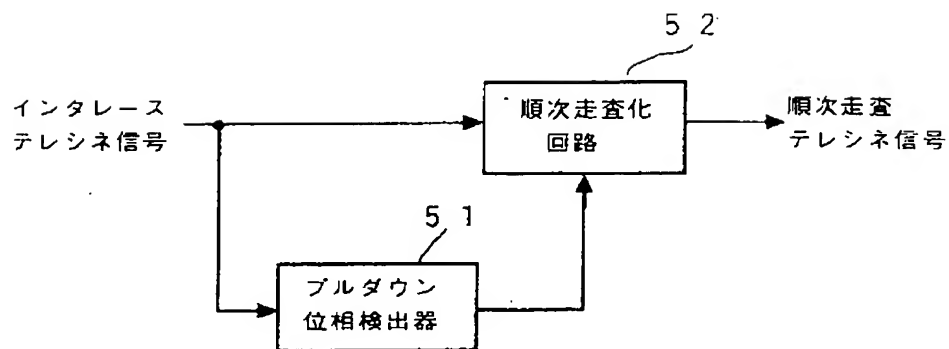 ５２
インタレース
テレシネ信号
順次走査化
回路
順次走査
テレシネ信号
５１
プルダウン
位相検出器